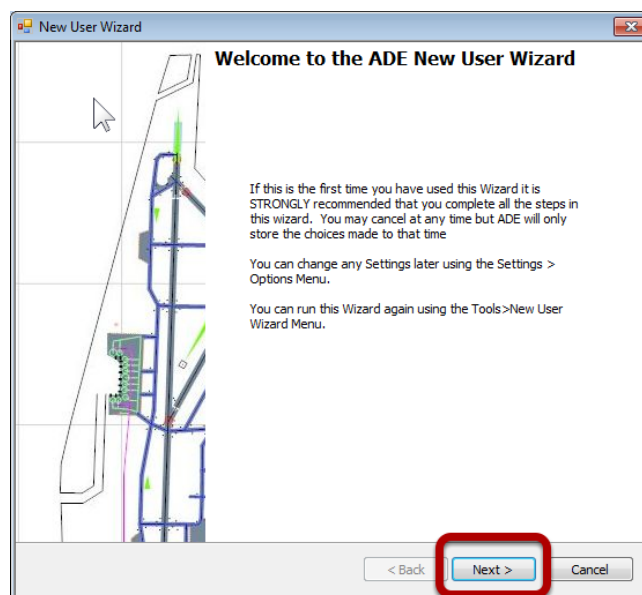 New User Wizard
Welcome to the ADE New User Wizard
If this is the first time you have used this Wizard it is
STRONGLY recommended that you complete all the steps in
this wizard. You may cancel at any time but ADE will only
store the choices made to that time
You can change any Settings later using the Settings >
Options Menu.
You can run this Wizard again using the Tools>New User
Wizard Menu.
< Back
Next >
Cancel